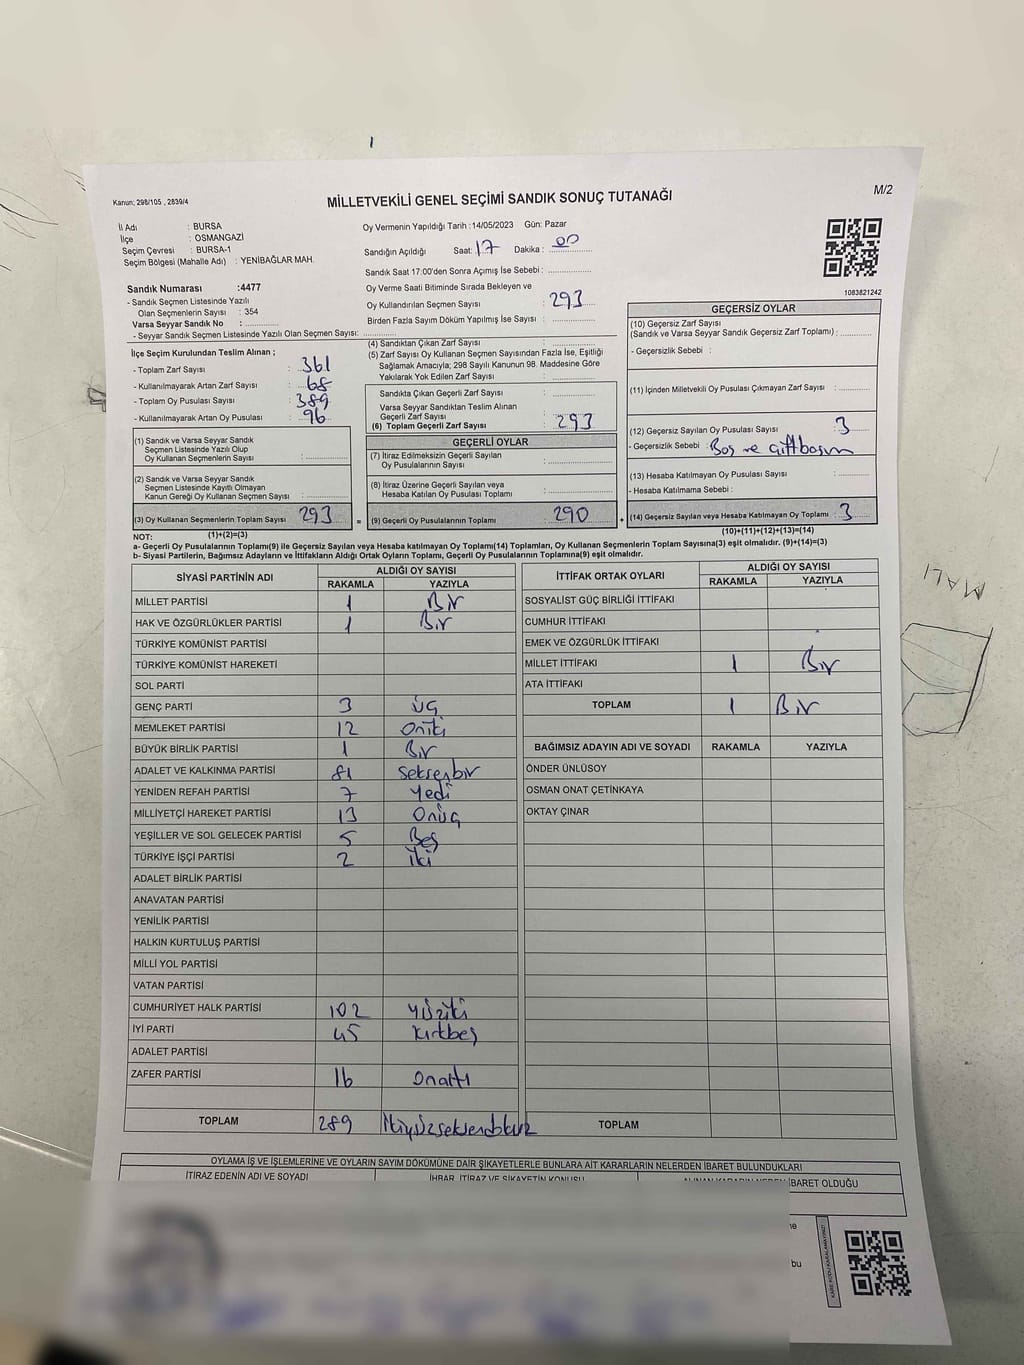 Kanun; 298/105 , 2839/4
MİLLETVEKİLİ GENEL SEÇİMİ SANDIK SONUÇ TUTANAĞI
M/2
İl Adı : BURSA
İlçe : OSMANGAZİ
Seçim Çevresi : BURSA-1
Seçim Bölgesi (Mahalle Adı) : YENİBAĞLAR MAH.
Sandık Numarası :4477
- Sandık Seçmen Listesinde Yazılı
Olan Seçmenlerin Sayısı : 354
Varsa Seyyar Sandık No :
- Seyyar Sandık Seçmen Listesinde Yazılı Olan Seçmen Sayısı:
İlçe Seçim Kurulundan Teslim Alınan ;
- Toplam Zarf Sayısı : 361
- Kullanılmayarak Artan Zarf Sayısı : 68
- Toplam Oy Pusulası Sayısı : 389
- Kullanılmayarak Artan Oy Pusulası : 96
(1) Sandık ve Varsa Seyyar Sandık
Seçmen Listesinde Yazılı Olup
Oy Kullanan Seçmenlerin Sayısı :
(2) Sandık ve Varsa Seyyar Sandık
Seçmen Listesinde Kayıtlı Olmayan
Kanun Gereği Oy Kullanan Seçmen Sayısı :
(3) Oy Kullanan Seçmenlerin Toplam Sayısı 293 =
Oy Vermenin Yapıldığı Tarih :14/05/2023 Gün: Pazar
Sandığın Açıldığı Saat: 17 Dakika : 00
Sandık Saat 17:00'den Sonra Açımış İse Sebebi :
Oy Verme Saati Bitiminde Sırada Bekleyen ve
Oy Kullandırılan Seçmen Sayısı : 293
Birden Fazla Sayım Döküm Yapılmış İse Sayısı :
(4) Sandıktan Çıkan Zarf Sayısı :
(5) Zarf Sayısı Oy Kullanan Seçmen Sayısından Fazla İse, Eşitliği
Sağlamak Amacıyla; 298 Sayılı Kanunun 98. Maddesine Göre
Yakılarak Yok Edilen Zarf Sayısı :
Sandıkta Çıkan Geçerli Zarf Sayısı :
Varsa Seyyar Sandıktan Teslim Alınan
Geçerli Zarf Sayısı :
(6) Toplam Geçerli Zarf Sayısı : 293
GEÇERLİ OYLAR
(7) İtiraz Edilmeksizin Geçerli Sayılan
Oy Pusulalarının Sayısı :
(8) İtiraz Üzerine Geçerli Sayılan veya
Hesaba Katılan Oy Pusulası Toplamı :
(9) Geçerli Oy Pusulalarının Toplamı : 290 +
1083821242
GEÇERSİZ OYLAR
(10) Geçersiz Zarf Sayısı
(Sandık ve Varsa Seyyar Sandık Geçersiz Zarf Toplamı) :
- Geçersizlik Sebebi :
(11) İçinden Milletvekili Oy Pusulası Çıkmayan Zarf Sayısı :
(12) Geçersiz Sayılan Oy Pusulası Sayısı : 3
- Geçersizlik Sebebi : Boş ve çift basım
(13) Hesaba Katılmayan Oy Pusulası Sayısı :
- Hesaba Katılmama Sebebi :
(14) Geçersiz Sayılan veya Hesaba Katılmayan Oy Toplamı : 3
NOT: (1)+(2)=(3) (10)+(11)+(12)+(13)=(14)
a- Geçerli Oy Pusulalarının Toplamı(9) ile Geçersiz Sayılan veya Hesaba katılmayan Oy Toplamı(14) Toplamları, Oy Kullanan Seçmenlerin Toplam Sayısına(3) eşit olmalıdır. (9)+(14)=(3)
b- Siyasi Partilerin, Bağımsız Adayların ve İttifakların Aldığı Ortak Oyların Toplamı, Geçerli Oy Pusulalarının Toplamına(9) eşit olmalıdır.
SİYASİ PARTİNİN ADI ALDIĞI OY SAYISI
RAKAMLA YAZIYLA
MİLLET PARTİSİ 1 Bir
HAK VE ÖZGÜRLÜKLER PARTİSİ 1 Bir
TÜRKİYE KOMÜNİST PARTİSİ
TÜRKİYE KOMÜNİST HAREKETİ
SOL PARTİ
GENÇ PARTİ 3 Üç
MEMLEKET PARTİSİ 12 Oniki
BÜYÜK BİRLİK PARTİSİ 1 Bir
ADALET VE KALKINMA PARTİSİ 81 Seksenbir
YENİDEN REFAH PARTİSİ 7 Yedi
MİLLİYETÇİ HAREKET PARTİSİ 13 Onüç
YEŞİLLER VE SOL GELECEK PARTİSİ 5 Beş
TÜRKİYE İŞÇİ PARTİSİ 2 İki
ADALET BİRLİK PARTİSİ
ANAVATAN PARTİSİ
YENİLİK PARTİSİ
HALKIN KURTULUŞ PARTİSİ
MİLLİ YOL PARTİSİ
VATAN PARTİSİ
CUMHURİYET HALK PARTİSİ 102 Yüziki
İYİ PARTİ 45 Kırkbeş
ADALET PARTİSİ
ZAFER PARTİSİ 16 Onaltı
TOPLAM 289 İkiyüzseksendokuz
İTTİFAK ORTAK OYLARI ALDIĞI OY SAYISI
RAKAMLA YAZIYLA
SOSYALİST GÜÇ BİRLİĞİ İTTİFAKI
CUMHUR İTTİFAKI
EMEK VE ÖZGÜRLÜK İTTİFAKI
MİLLET İTTİFAKI 1 Bir
ATA İTTİFAKI
TOPLAM 1 Bir
BAĞIMSIZ ADAYIN ADI VE SOYADI RAKAMLA YAZIYLA
ÖNDER ÜNLÜSOY
OSMAN ONAT ÇETİNKAYA
OKTAY ÇINAR
TOPLAM
OYLAMA İŞ VE İŞLEMLERİNE VE OYLARIN SAYIM DÖKÜMÜNE DAİR ŞİKAYETLERLE BUNLARA AİT KARARLARIN NELERDEN İBARET BULUNDUKLARI
İTİRAZ EDENİN ADI VE SOYADI İHBAR, İTİRAZ VE ŞİKAYETİN KONUSU ALINAN KARARIN NEDEN İBARET OLDUĞU
bu
MALI